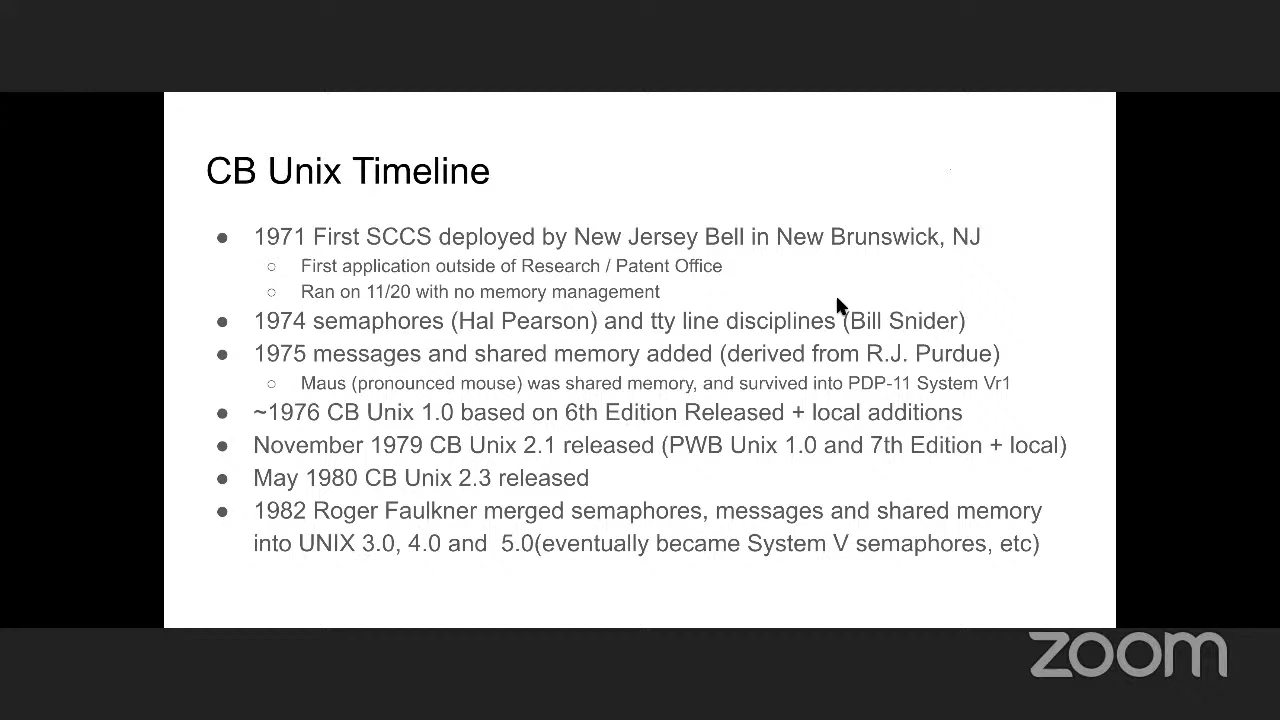 CB Unix Timeline
● 1971 First SCCS deployed by New Jersey Bell in New Brunswick, NJ
○ First application outside of Research / Patent Office
○ Ran on 11/20 with no memory management
● 1974 semaphores (Hal Pearson) and tty line disciplines (Bill Snider)
● 1975 messages and shared memory added (derived from R.J. Purdue)
○ Maus (pronounced mouse) was shared memory, and survived into PDP-11 System Vr1
● ~1976 CB Unix 1.0 based on 6th Edition Released + local additions
● November 1979 CB Unix 2.1 released (PWB Unix 1.0 and 7th Edition + local)
● May 1980 CB Unix 2.3 released
● 1982 Roger Faulkner merged semaphores, messages and shared memory
into UNIX 3.0, 4.0 and  5.0(eventually became System V semaphores, etc)
zoom